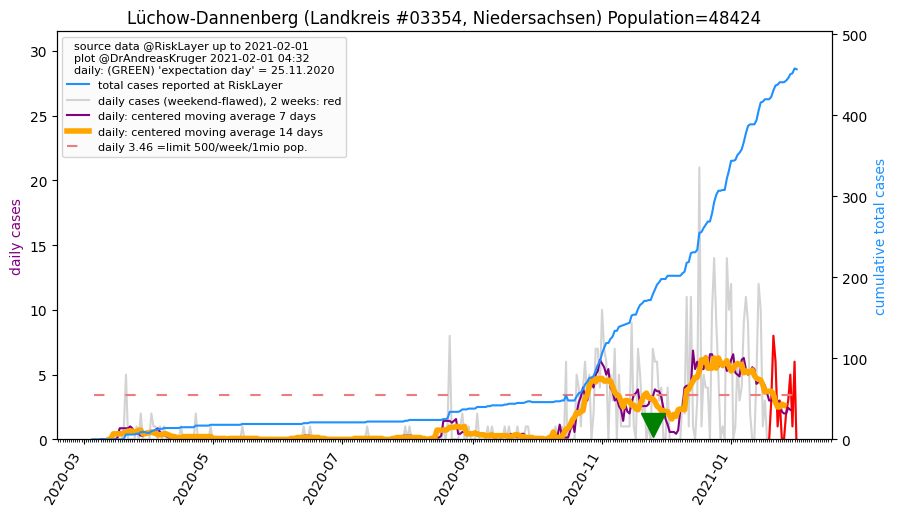 Lüchow-Dannenberg (Landkreis #03354, Niedersachsen) Population=48424
source data @RiskLayer up to 2021-02-01
plot @DrAndreasKruger 2021-02-01 04:32
daily: (GREEN) 'expectation day' = 25.11.2020
total cases reported at RiskLayer
daily cases (weekend-flawed), 2 weeks: red
daily: centered moving average 7 days
daily: centered moving average 14 days
daily 3.46 =limit 500/week/1mio pop.
daily cases
30
25
20
15
10
5
0
cumulative total cases
500
400
300
200
100
0
2020-03
2020-05
2020-07
2020-09
2020-11
2021-01